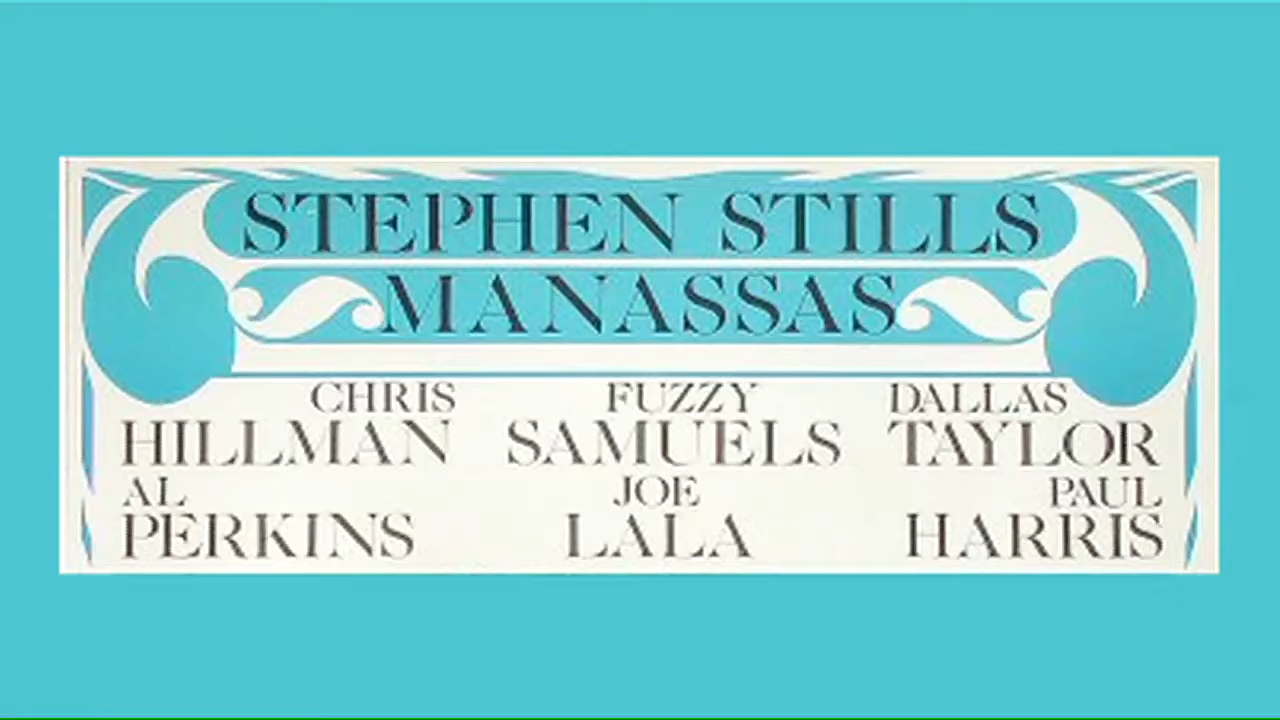 STEPHEN STILLS
MANASSAS
CHRIS FUZZY DALLAS
HILLMAN SAMUELS TAYLOR
AL JOE PAUL
PERKINS LALA HARRIS